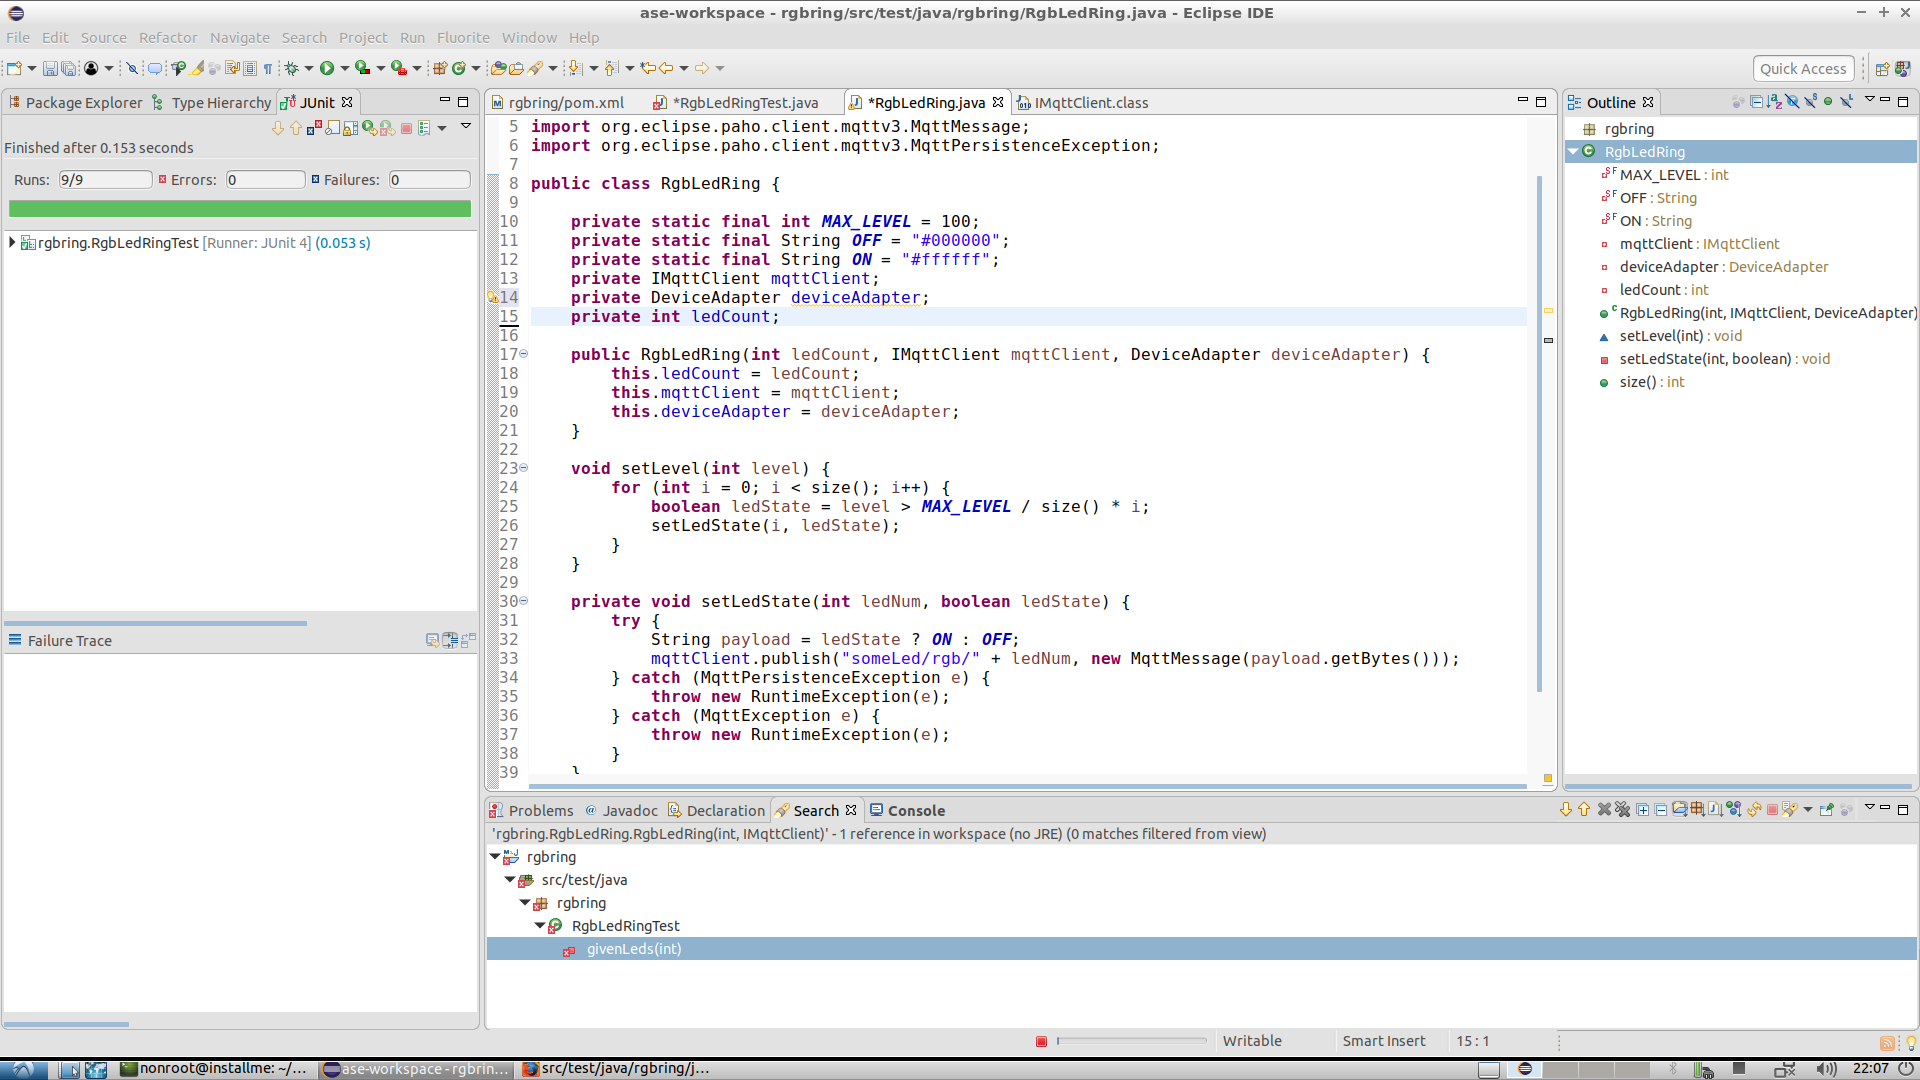 ase-workspace - rgbring/src/test/java/rgbring/RgbLedRing.java - Eclipse IDE
File Edit Source Refactor Navigate Search Project Run Fluorite Window Help
Quick Access
Package Explorer Type Hierarchy JUnit
Finished after 0.153 seconds
Runs: 9/9 Errors: 0 Failures: 0
rgbring.RgbLedRingTest [Runner: JUnit 4] (0.053 s)
Failure Trace
rgbring/pom.xml *RgbLedRingTest.java *RgbLedRing.java IMqttClient.class
5 import org.eclipse.paho.client.mqttv3.MqttMessage;
6 import org.eclipse.paho.client.mqttv3.MqttPersistenceException;
7
8 public class RgbLedRing {
9
10 private static final int MAX_LEVEL = 100;
11 private static final String OFF = "#000000";
12 private static final String ON = "#ffffff";
13 private IMqttClient mqttClient;
14 private DeviceAdapter deviceAdapter;
15 private int ledCount;
16
17 public RgbLedRing(int ledCount, IMqttClient mqttClient, DeviceAdapter deviceAdapter) {
18 this.ledCount = ledCount;
19 this.mqttClient = mqttClient;
20 this.deviceAdapter = deviceAdapter;
21 }
22
23 void setLevel(int level) {
24 for (int i = 0; i < size(); i++) {
25 boolean ledState = level > MAX_LEVEL / size() * i;
26 setLedState(i, ledState);
27 }
28 }
29
30 private void setLedState(int ledNum, boolean ledState) {
31 try {
32 String payload = ledState ? ON : OFF;
33 mqttClient.publish("someLed/rgb/" + ledNum, new MqttMessage(payload.getBytes()));
34 } catch (MqttPersistenceException e) {
35 throw new RuntimeException(e);
36 } catch (MqttException e) {
37 throw new RuntimeException(e);
38 }
39 }
Outline
rgbring
RgbLedRing
MAX_LEVEL : int
OFF : String
ON : String
mqttClient : IMqttClient
deviceAdapter : DeviceAdapter
ledCount : int
RgbLedRing(int, IMqttClient, DeviceAdapter)
setLevel(int) : void
setLedState(int, boolean) : void
size() : int
Problems Javadoc Declaration Search Console
'rgbring.RgbLedRing.RgbLedRing(int, IMqttClient)' - 1 reference in workspace (no JRE) (0 matches filtered from view)
rgbring
src/test/java
rgbring
RgbLedRingTest
givenLeds(int)
Writable Smart Insert 15 : 1
nonroot@installme: ~/... ase-workspace - rgbrin... src/test/java/rgbring/j... 22:07